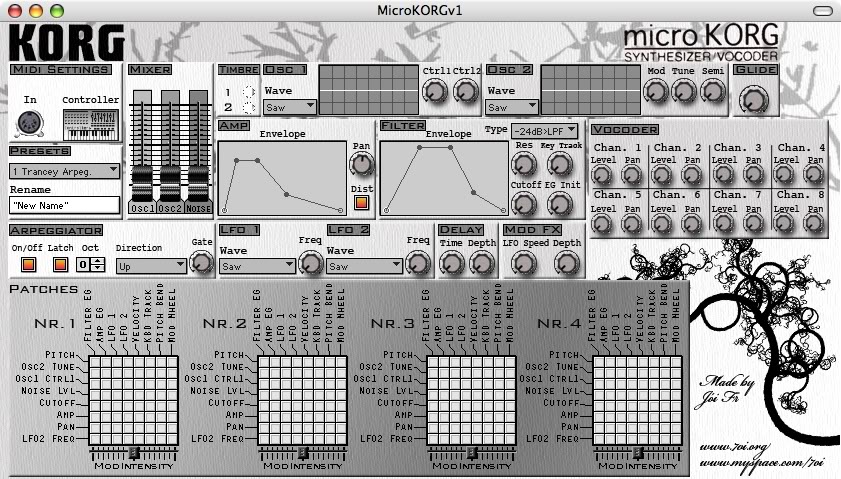 MicroKORGv1
KORG
microKORG
SYNTHESIZER/VOCODER
MIDI SETTINGS
In
Controller
PRESETS
1 Trancey Arpeg.
Rename
"New Name"
MIXER
OSC1 OSC2 NOISE
TIMBRE
1
2
OSC 1
Wave
Saw
Ctrl1 Ctrl2
OSC 2
Wave
Saw
Mod Tune Semi
GLIDE
AMP
Envelope
Pan
Dist
FILTER
Envelope
Type
-24dB>LPF
Res Key Track
Cutoff EG Init
VOCODER
Chan. 1 Chan. 2 Chan. 3 Chan. 4
Level Pan Level Pan Level Pan Level Pan
Chan. 5 Chan. 6 Chan. 7 Chan. 8
Level Pan Level Pan Level Pan Level Pan
ARPEGGIATOR
On/Off Latch Oct
0
Direction
Up
Gate
LFO 1
Wave
Saw
Freq
LFO 2
Wave
Saw
Freq
DELAY
Time Depth
MOD FX
LFO Speed Depth
PATCHES
NR.1
FILTER EG
AMP EG
LFO 1
LFO 2
VELOCITY
KBD TRACK
PITCH BEND
MOD WHEEL
PITCH
OSC2 TUNE
OSC1 CTRL1
NOISE LVL
CUTOFF
AMP
PAN
LFO2 FREQ
MOD INTENSITY
NR.2
FILTER EG
AMP EG
LFO 1
LFO 2
VELOCITY
KBD TRACK
PITCH BEND
MOD WHEEL
PITCH
OSC2 TUNE
OSC1 CTRL1
NOISE LVL
CUTOFF
AMP
PAN
LFO2 FREQ
MOD INTENSITY
NR.3
FILTER EG
AMP EG
LFO 1
LFO 2
VELOCITY
KBD TRACK
PITCH BEND
MOD WHEEL
PITCH
OSC2 TUNE
OSC1 CTRL1
NOISE LVL
CUTOFF
AMP
PAN
LFO2 FREQ
MOD INTENSITY
NR.4
FILTER EG
AMP EG
LFO 1
LFO 2
VELOCITY
KBD TRACK
PITCH BEND
MOD WHEEL
PITCH
OSC2 TUNE
OSC1 CTRL1
NOISE LVL
CUTOFF
AMP
PAN
LFO2 FREQ
MOD INTENSITY
Made by
Joi Fr
www.7oi.org
www.myspace.com/7oi